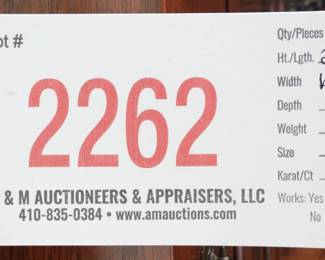 ot #
2262
& M AUCTIONEERS & APPRAISERS, LLC
410-835-0384 • www.amauctions.com
Qty/Pieces
Ht./Lgth.
Width
Depth
Weight
Size
Karat/Ct
Works: Yes
No